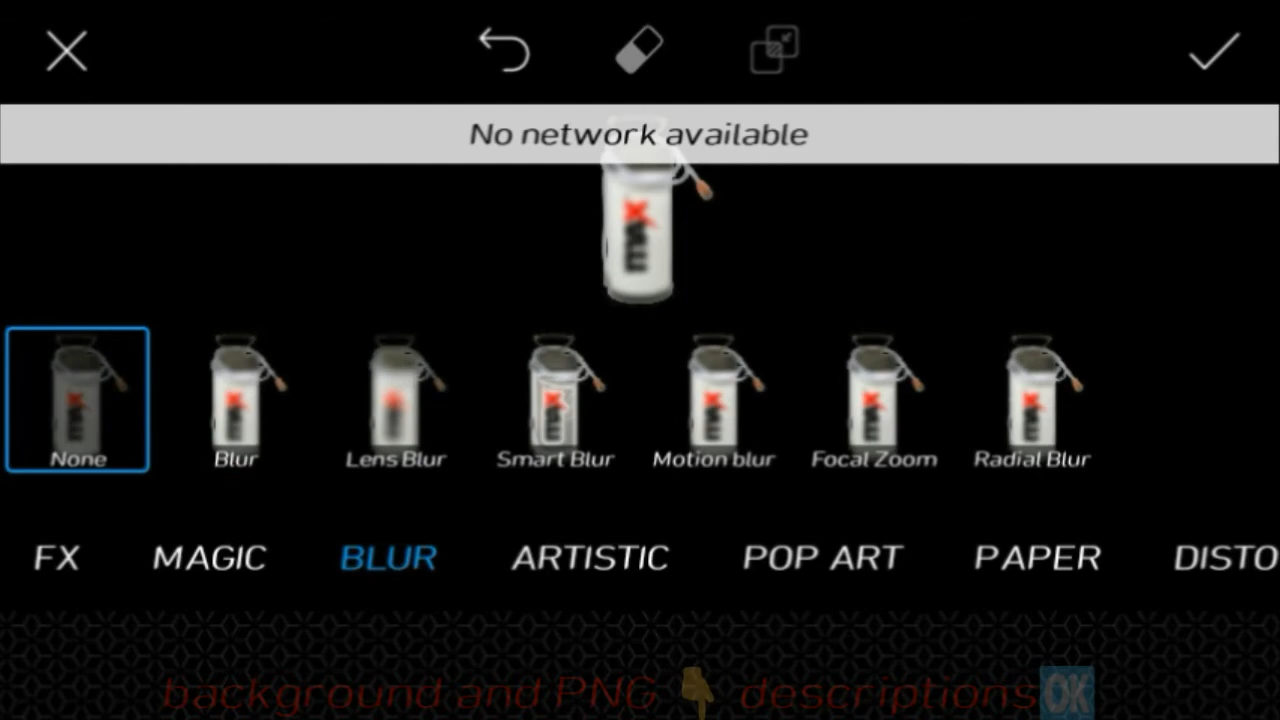 No network available
None
Blur
Lens Blur
Smart Blur
Motion blur
Focal Zoom
Radial Blur
FX
MAGIC
BLUR
ARTISTIC
POP ART
PAPER
DISTO
background and PNG 👇 descriptions🆗